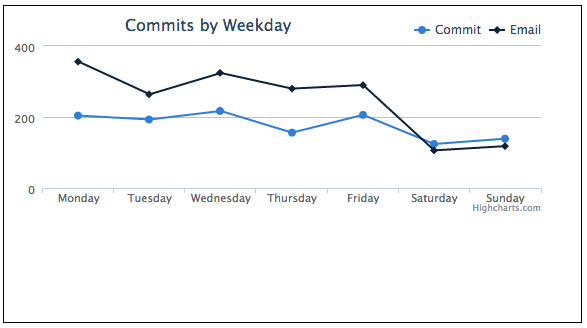 Commits by Weekday
Commit Email
400
200
0
Monday Tuesday Wednesday Thursday Friday Saturday Sunday
Highcharts.com